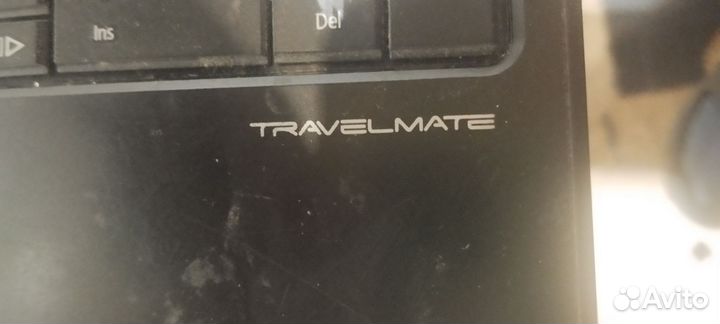 Ins
Del
TRAVELMATE
Avito